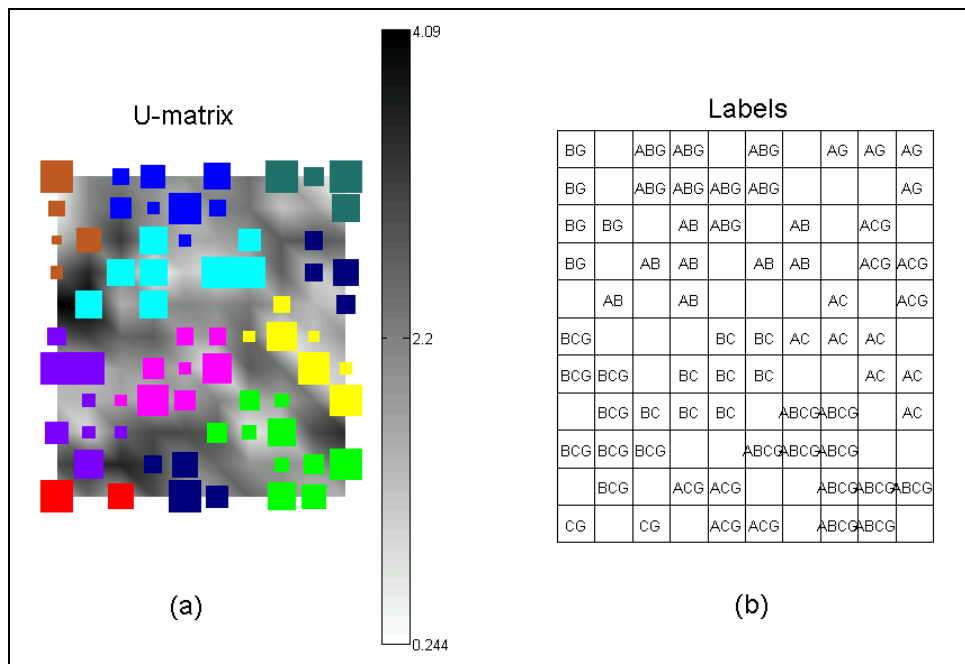 4.09
U-matrix
2.2
0.244
(a)
Labels
BG ABG ABG ABG AG AG AG
BG ABG ABG ABG ABG AG
BG BG AB ABG AB ACG
BG AB AB AB AB ACG ACG
AB AB AC ACG
BCG BC BC AC AC AC
BCG BCG BC BC BC AC AC
BCG BC BC BC ABCG ABCG AC
BCG BCG BCG ABCG ABCG ABCG
BCG ACG ACG ABCG ABCG ABCG
CG CG ACG ACG ABCG ABCG
(b)